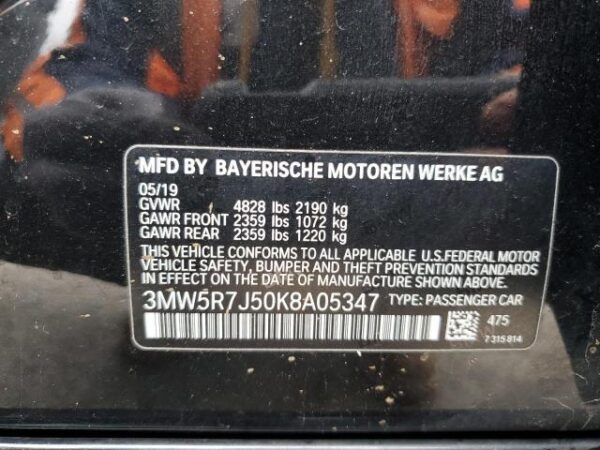 MFD BY BAYERISCHE MOTOREN WERKE AG
05/19
GVWR 4828 lbs 2190 kg
GAWR FRONT 2359 lbs 1072 kg
GAWR REAR 2359 lbs 1220 kg
THIS VEHICLE CONFORMS TO ALL APPLICABLE U.S.FEDERAL MOTOR
VEHICLE SAFETY, BUMPER AND THEFT PREVENTION STANDARDS
IN EFFECT ON THE DATE OF MANUFACTURE SHOWN ABOVE.
3MW5R7J50K8A05347 TYPE: PASSENGER CAR
475
7 315 814